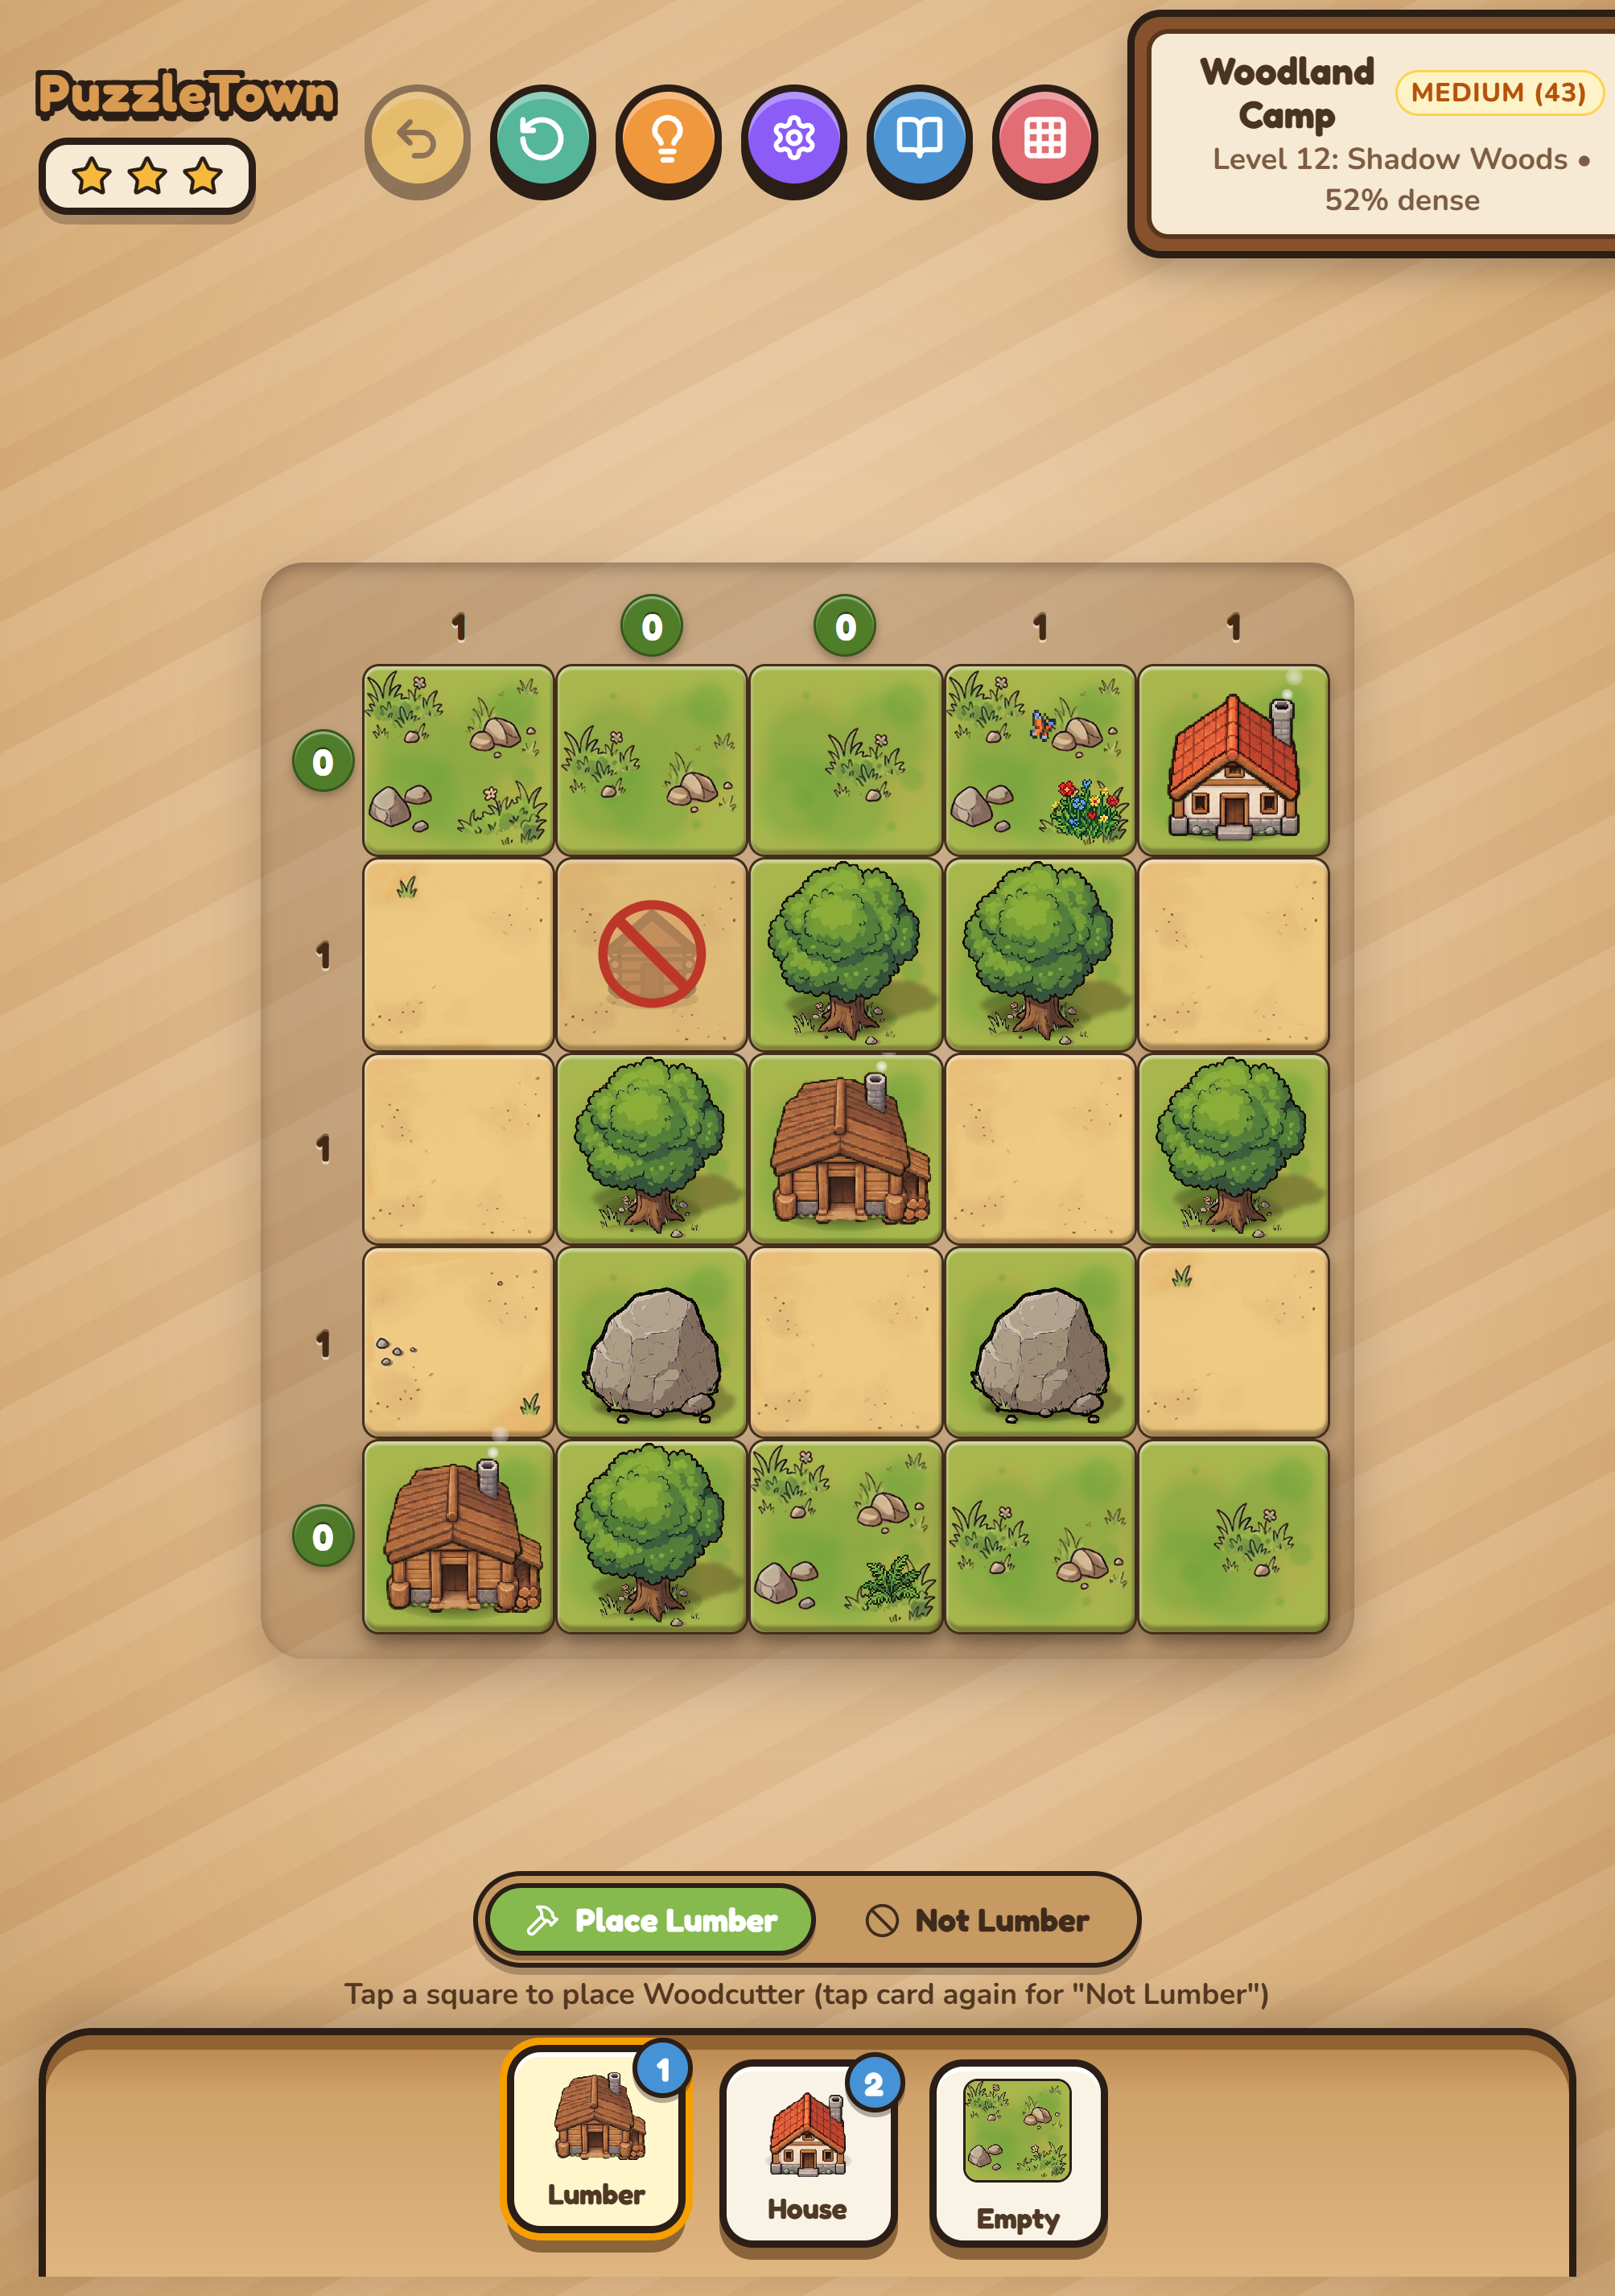 PuzzleTown
Woodland
Camp
MEDIUM (43)
Level 12: Shadow Woods •
52% dense
1 0 0 1 1
0
1
1
1
0
Place Lumber
Not Lumber
Tap a square to place Woodcutter (tap card again for "Not Lumber")
1
Lumber
2
House
Empty